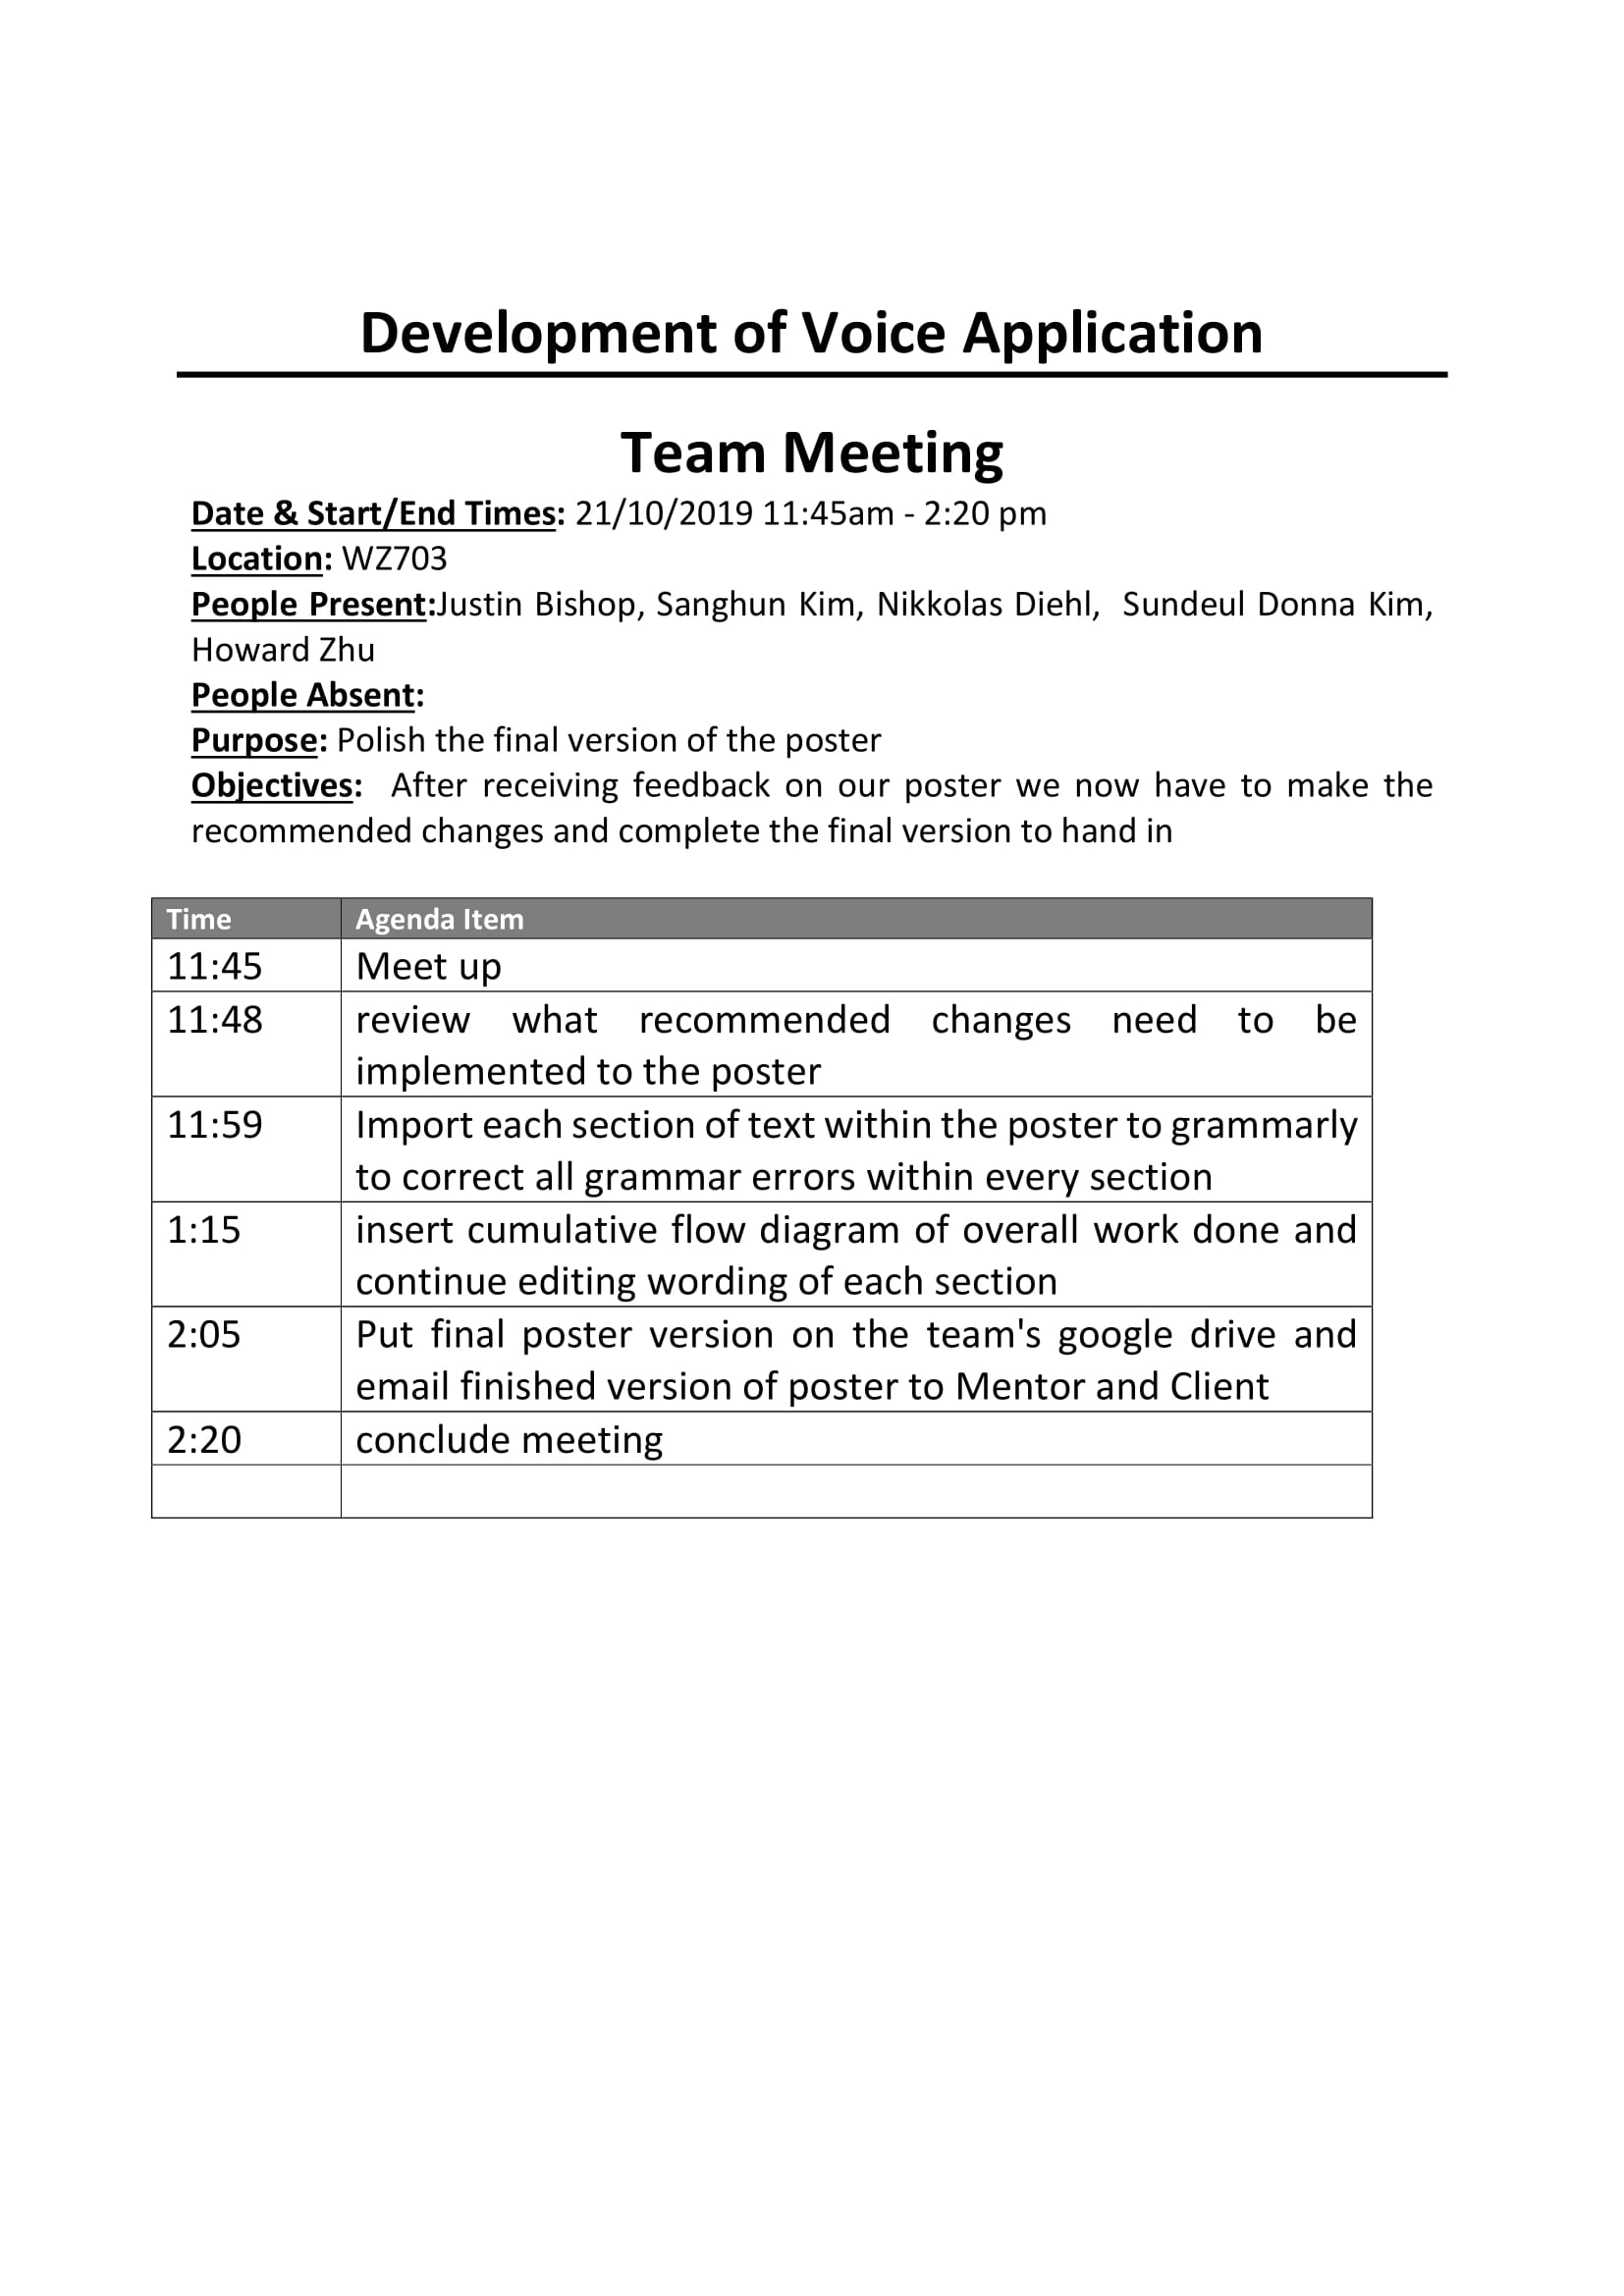 Development of Voice Application
Team Meeting
Date & Start/End Times: 21/10/2019 11:45am - 2:20 pm
Location: WZ703
People Present:Justin Bishop, Sanghun Kim, Nikkolas Diehl,  Sundeul Donna Kim,
Howard Zhu
People Absent:
Purpose: Polish the final version of the poster
Objectives:  After receiving feedback on our poster we now have to make the
recommended changes and complete the final version to hand in
Time Agenda Item
11:45 Meet up
11:48 review what recommended changes need to be
implemented to the poster
11:59 Import each section of text within the poster to grammarly
to correct all grammar errors within every section
1:15 insert cumulative flow diagram of overall work done and
continue editing wording of each section
2:05 Put final poster version on the team's google drive and
email finished version of poster to Mentor and Client
2:20 conclude meeting